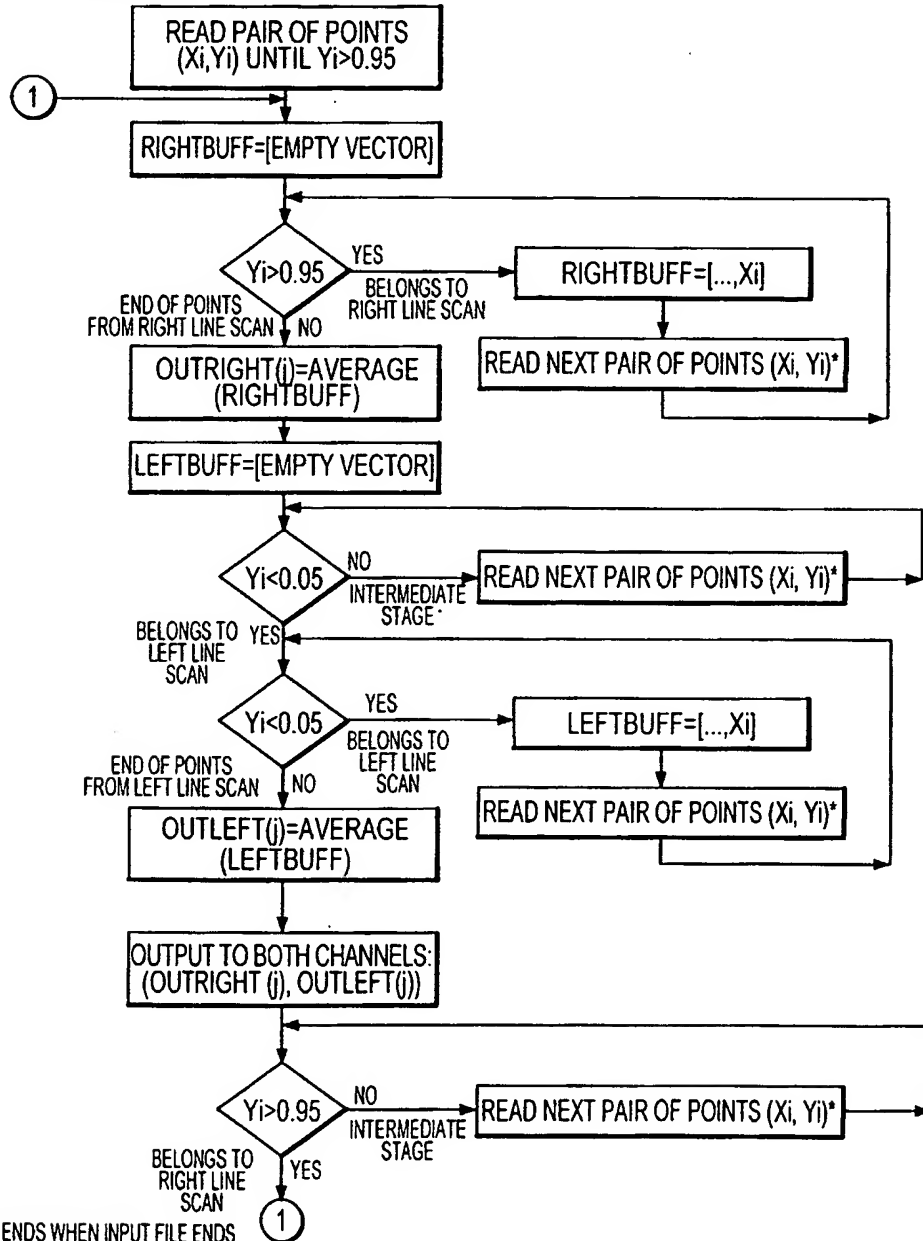 READ PAIR OF POINTS
(Xi,Yi) UNTIL Yi>0.95
1
RIGHTBUFF=[EMPTY VECTOR]
Yi>0.95
YES
BELONGS TO
RIGHT LINE SCAN
RIGHTBUFF=[...,Xi]
END OF POINTS
FROM RIGHT LINE SCAN
NO
READ NEXT PAIR OF POINTS (Xi, Yi)*
OUTRIGHT(j)=AVERAGE
(RIGHTBUFF)
LEFTBUFF=[EMPTY VECTOR]
Yi<0.05
NO
INTERMEDIATE
STAGE
READ NEXT PAIR OF POINTS (Xi, Yi)*
BELONGS TO
LEFT LINE
SCAN
YES
Yi<0.05
YES
BELONGS TO
LEFT LINE
SCAN
LEFTBUFF=[...,Xi]
END OF POINTS
FROM LEFT LINE SCAN
NO
READ NEXT PAIR OF POINTS (Xi, Yi)*
OUTLEFT(j)=AVERAGE
(LEFTBUFF)
OUTPUT TO BOTH CHANNELS:
(OUTRIGHT (j), OUTLEFT(j))
Yi>0.95
NO
INTERMEDIATE
STAGE
READ NEXT PAIR OF POINTS (Xi, Yi)*
BELONGS TO
RIGHT LINE
SCAN
YES
1
ENDS WHEN INPUT FILE ENDS